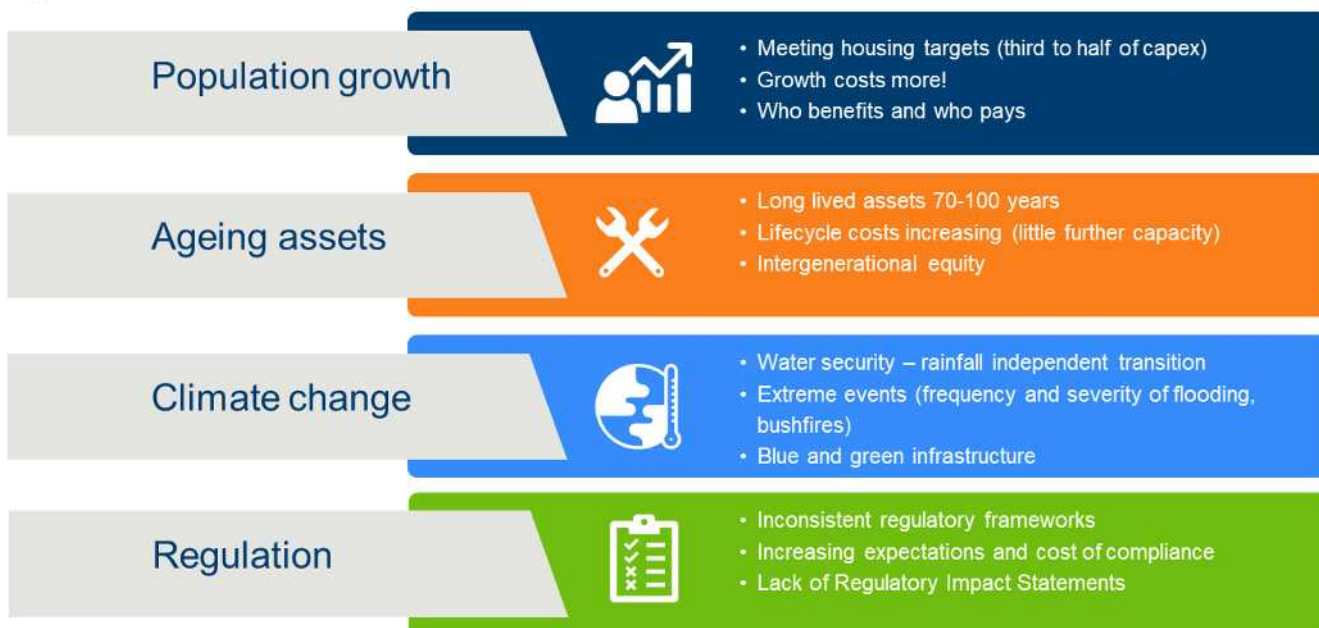 Population growth
• Meeting housing targets (third to half of capex)
• Growth costs more!
• Who benefits and who pays
Ageing assets
• Long lived assets 70-100 years
• Lifecycle costs increasing (little further capacity)
• Intergenerational equity
Climate change
• Water security – rainfall independent transition
• Extreme events (frequency and severity of flooding,
bushfires)
• Blue and green infrastructure
Regulation
• Inconsistent regulatory frameworks
• Increasing expectations and cost of compliance
• Lack of Regulatory Impact Statements